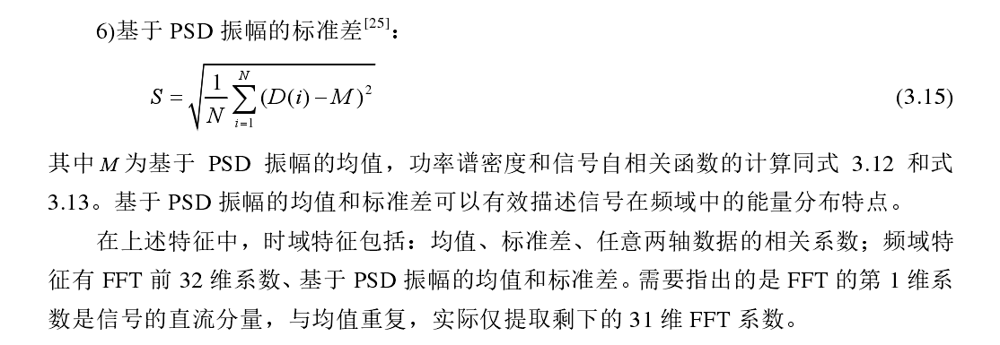 6)基于 PSD 振幅的标准差[25]：
S = \sqrt{\frac{1}{N}\sum_{i=1}^{N}(D(i)-M)^2} (3.15)
其中 M 为基于 PSD 振幅的均值，功率谱密度和信号自相关函数的计算同式 3.12 和式
3.13。基于 PSD 振幅的均值和标准差可以有效描述信号在频域中的能量分布特点。
在上述特征中，时域特征包括：均值、标准差、任意两轴数据的相关系数；频域特
征有 FFT 前 32 维系数、基于 PSD 振幅的均值和标准差。需要指出的是 FFT 的第 1 维系
数是信号的直流分量，与均值重复，实际仅提取剩下的 31 维 FFT 系数。